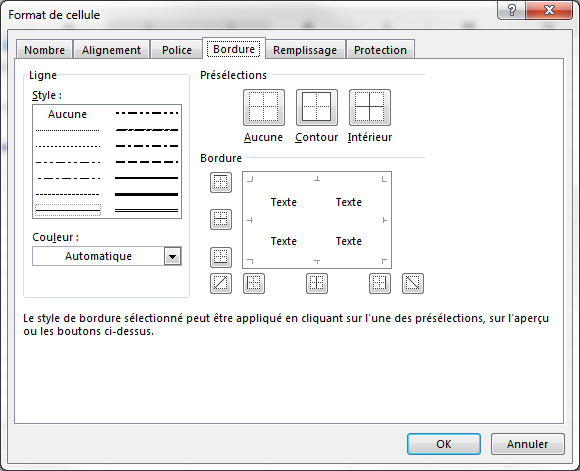 Format de cellule
Nombre Alignement Police Bordure Remplissage Protection
Ligne
Style :
Aucune
Couleur :
Automatique
Présélections
Aucune Contour Intérieur
Bordure
Texte Texte
Texte Texte
Le style de bordure sélectionné peut être appliqué en cliquant sur l'une des présélections, sur l'aperçu
ou les boutons ci-dessus.
OK Annuler